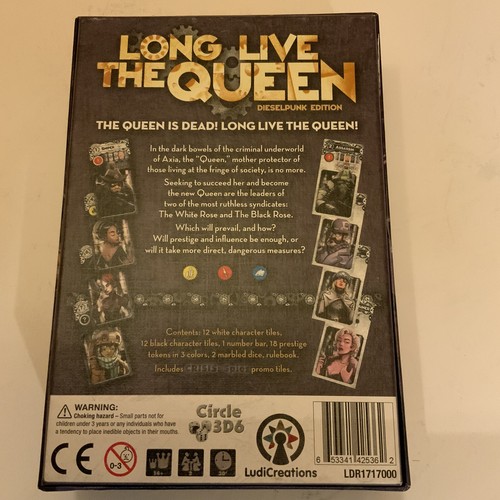 LONG LIVE
THE QUEEN
DIESELPUNK EDITION
THE QUEEN IS DEAD! LONG LIVE THE QUEEN!
In the dark bowels of the criminal underworld
of Axia, the "Queen," mother protector of
those living at the fringe of society, is no more.
Seeking to succeed her and become
the new Queen are the leaders of
two of the most ruthless syndicates:
The White Rose and The Black Rose.
Which will prevail, and how?
Will prestige and influence be enough, or
will it take more direct, dangerous measures?
Contents: 12 white character tiles,
12 black character tiles, 1 number bar, 18 prestige
tokens in 3 colors, 2 marbled dice, rulebook.
Includes promo tiles.
WARNING:
Choking hazard – Small parts not for
children under 3 years or any individuals who have
a tendency to place inedible objects in their mouths.
CE
0-3
Circle
3D6
LudiCreations
6 53341 42536 2
LDR1717000